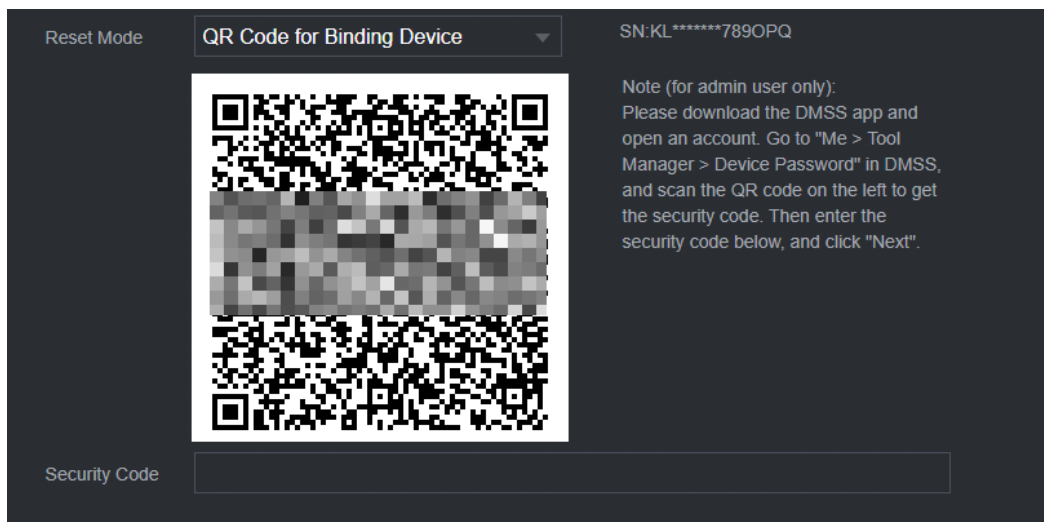 Reset Mode
QR Code for Binding Device
SN:KL*******789OPQ
Note (for admin user only):
Please download the DMSS app and
open an account. Go to "Me > Tool
Manager > Device Password" in DMSS,
and scan the QR code on the left to get
the security code. Then enter the
security code below, and click "Next".
Security Code